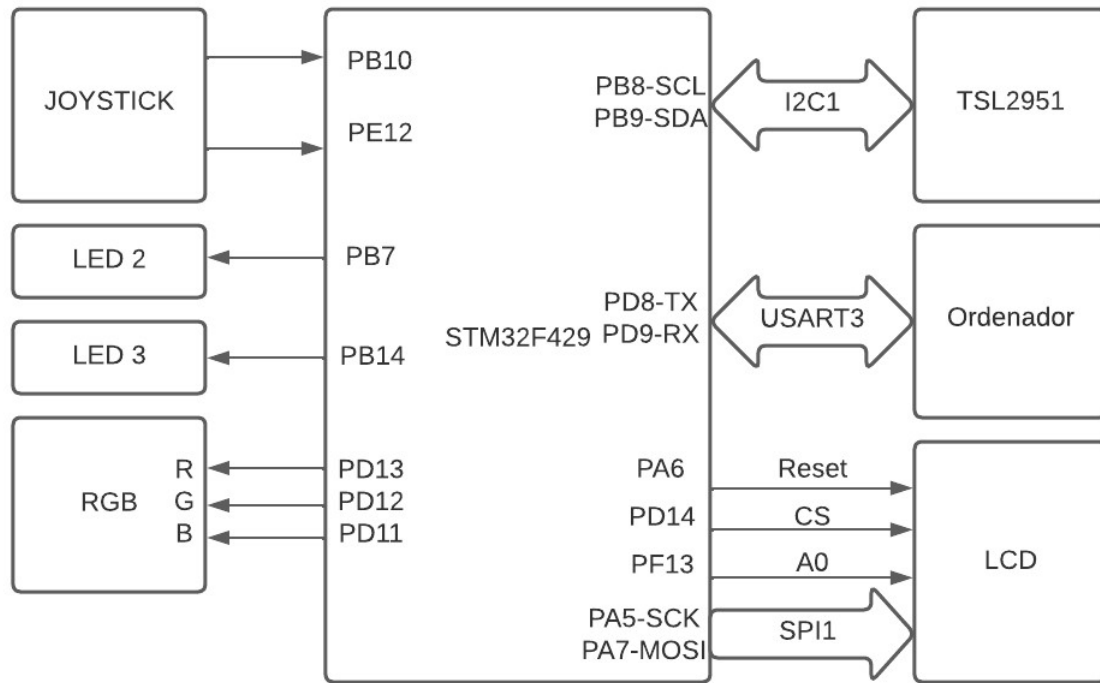 JOYSTICK
PB10
PE12
PB8-SCL
PB9-SDA
I2C1
TSL2951
LED 2
PB7
LED 3
PB14
STM32F429
PD8-TX
PD9-RX
USART3
Ordenador
RGB
R
G
B
PD13
PD12
PD11
PA6
Reset
PD14
CS
PF13
A0
PA5-SCK
PA7-MOSI
SPI1
LCD